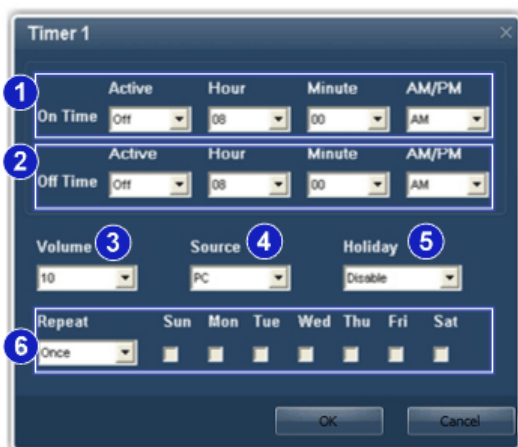 Timer 1
Active Hour Minute AM/PM
1 On Time Off 08 00 AM
Active Hour Minute AM/PM
2 Off Time Off 08 00 AM
Volume 3 Source 4 Holiday 5
10 PC Disable
Repeat Sun Mon Tue Wed Thu Fri Sat
6 Once
OK Cancel